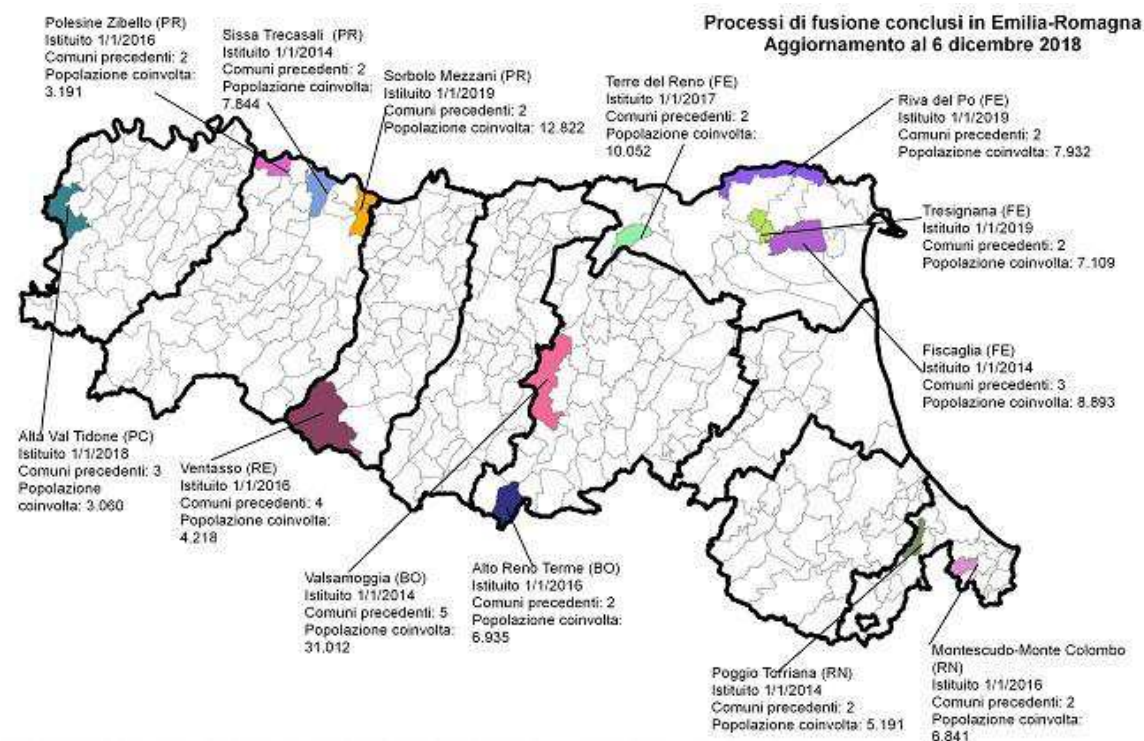 Processi di fusione conclusi in Emilia-Romagna
Aggiornamento al 6 dicembre 2018
Polesine Zibello (PR)
Istituito 1/1/2016
Comuni precedenti: 2
Popolazione coinvolta:
3.191
Sissa Trecasali (PR)
Istituito 1/1/2014
Comuni precedenti: 2
Popolazione coinvolta:
7.844
Sorbolo Mezzani (PR)
Istituito 1/1/2019
Comuni precedenti: 2
Popolazione coinvolta: 12.822
Terre del Reno (FE)
Istituito 1/1/2017
Comuni precedenti: 2
Popolazione coinvolta:
10.052
Riva del Po (FE)
Istituito 1/1/2019
Comuni precedenti: 2
Popolazione coinvolta: 7.932
Tresignana (FE)
Istituito 1/1/2019
Comuni precedenti: 2
Popolazione coinvolta: 7.109
Fiscaglia (FE)
Istituito 1/1/2014
Comuni precedenti: 3
Popolazione coinvolta:
8.893
Alta Val Tidone (PC)
Istituito 1/1/2018
Comuni precedenti: 3
Popolazione
coinvolta: 3.060
Ventasso (RE)
Istituito 1/1/2016
Comuni precedenti: 4
Popolazione coinvolta:
4.218
Valsamoggia (BO)
Istituito 1/1/2014
Comuni precedenti: 5
Popolazione coinvolta:
31.012
Alto Reno Terme (BO)
Istituito 1/1/2016
Comuni precedenti: 2
Popolazione coinvolta:
6.935
Poggio Torriana (RN)
Istituito 1/1/2014
Comuni precedenti: 2
Popolazione coinvolta: 5.191
Montescudo-Monte Colombo
(RN)
Istituito 1/1/2016
Comuni precedenti: 2
Popolazione coinvolta:
6.841